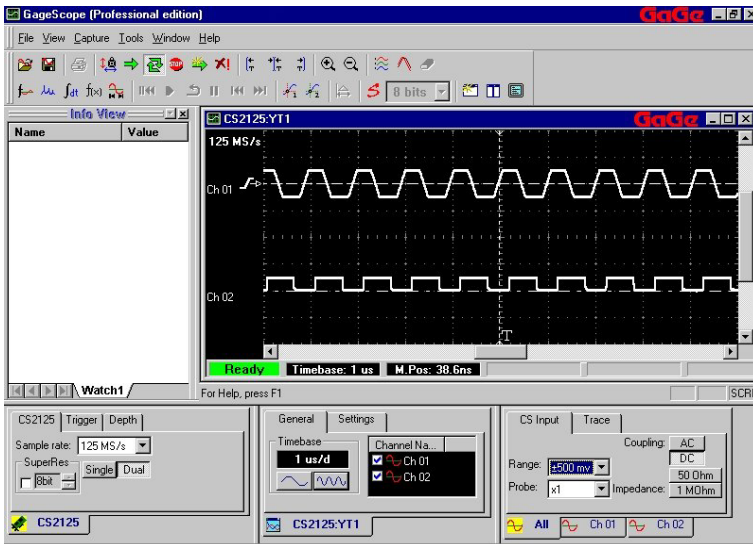 GageScope (Professional edition)
GaGe
File View Capture Tools Window Help
8 bits
Info View
Name Value
Watch1
CS2125:YT1
GaGe
125 MS/s
Ch 01
Ch 02
T
Ready Timebase: 1 us M.Pos: 38.6ns
For Help, press F1
SCRI
CS2125 Trigger Depth
Sample rate: 125 MS/s
SuperRes
8bit
Single Dual
CS2125
General Settings
Timebase
1 us/d
Channel Na...
Ch 01
Ch 02
CS2125:YT1
CS Input Trace
Coupling: AC
DC
Range: ±500 mv
50 Ohm
Probe: x1 Impedance: 1 MOhm
All Ch 01 Ch 02